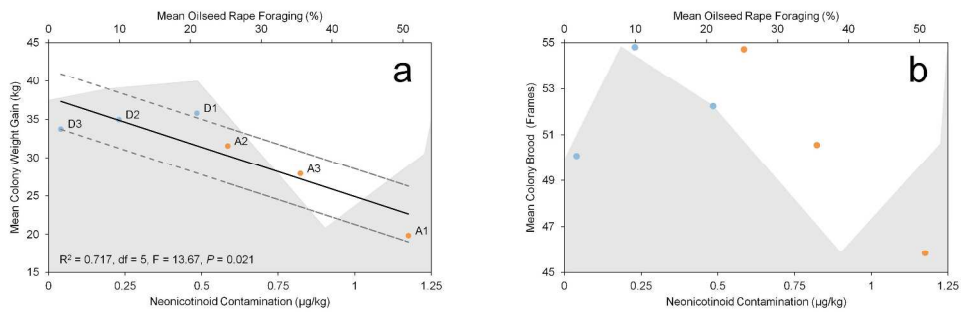 Mean Oilseed Rape Foraging (%)
0 10 20 30 40 50
45
40
35
30
25
20
15
Mean Colony Weight Gain (kg)
a
D3
D2
D1
A2
A3
A1
R² = 0.717, df = 5, F = 13.67, P = 0.021
0 0.25 0.5 0.75 1 1.25
Neonicotinoid Contamination (µg/kg)
Mean Oilseed Rape Foraging (%)
0 10 20 30 40 50
55
53
51
49
47
45
Mean Colony Brood (Frames)
b
0 0.25 0.5 0.75 1 1.25
Neonicotinoid Contamination (µg/kg)